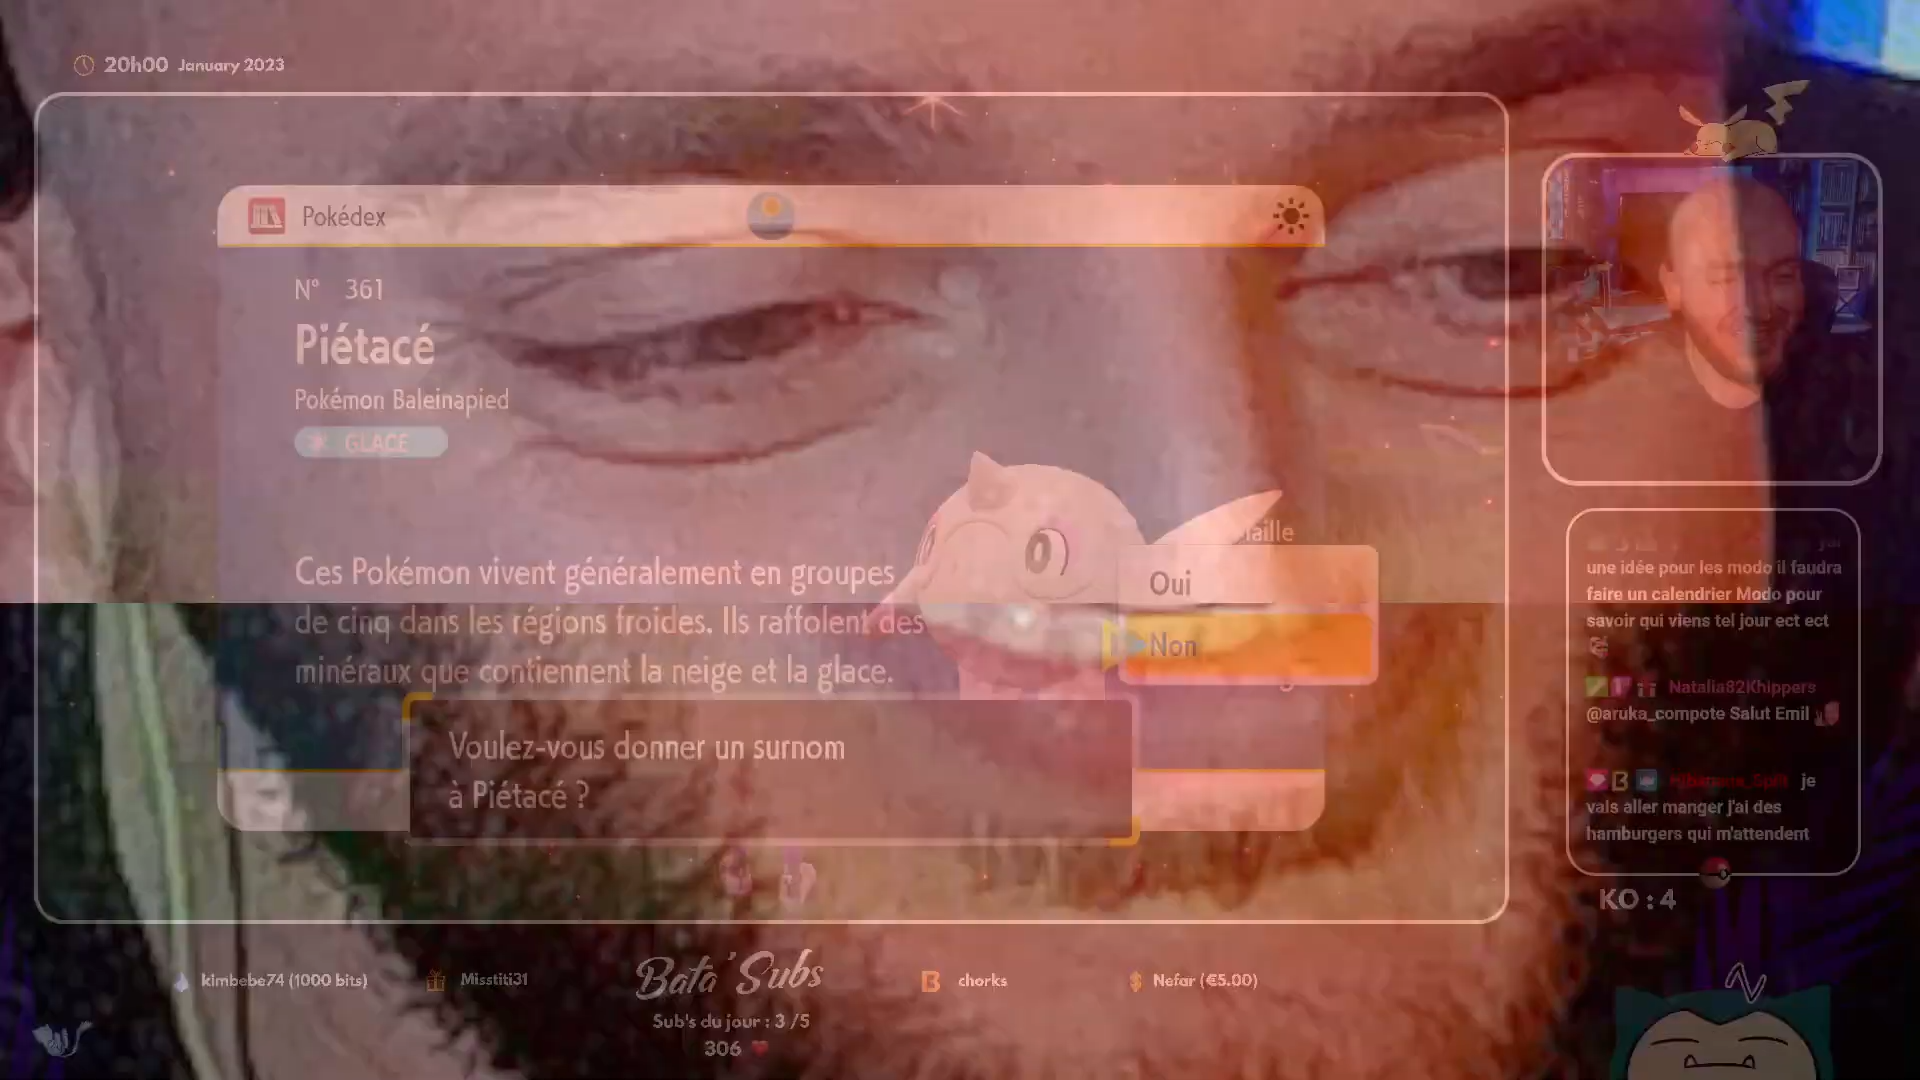 20h00 January 2023
Pokédex
N° 361
Piétacé
Pokémon Baleinapied
GLACE
Ces Pokémon vivent généralement en groupes
de cinq dans les régions froides. Ils raffolent des
minéraux que contiennent la neige et la glace.
Oui
Non
Voulez-vous donner un surnom
à Piétacé ?
une idée pour les modo il faudra
faire un calendrier Modo pour
savoir qui viens tel jour ect ect
Natalia82Khippers
@aruka_compote Salut Emil
je
vais aller manger j'ai des
hamburgers qui m'attendent
KO : 4
kimbebe74 (1000 bits)
Misstiti31
Bata'Subs
chorks
Nefar (€5.00)
Sub's du jour : 3 /5
306